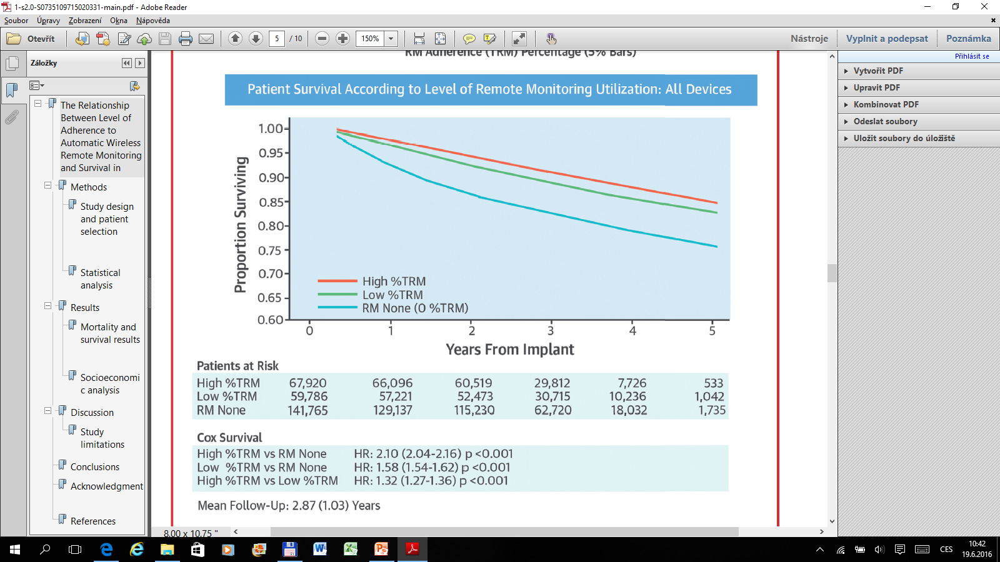 1-s2.0-S0735109715020331-main.pdf - Adobe Reader
Soubor Úpravy Zobrazení Okna Nápověda
Otevřít 5 / 10 150% Nástroje Vyplnit a podepsat Poznámka
Záložky
The Relationship
Between Level of
Adherence to
Automatic Wireless
Remote Monitoring
and Survival in
Methods
Study design
and patient
selection
Statistical
analysis
Results
Mortality and
survival results
Socioeconomi
c analysis
Discussion
Study
limitations
Conclusions
Acknowledgment
References
RM Adherence (TRM) Percentage (5% Bars)
Patient Survival According to Level of Remote Monitoring Utilization: All Devices
Proportion Surviving
1.00
0.95
0.90
0.85
0.80
0.75
0.70
0.65
0.60
High %TRM
Low %TRM
RM None (0 %TRM)
0 1 2 3 4 5
Years From Implant
Patients at Risk
High %TRM 67,920 66,096 60,519 29,812 7,726 533
Low %TRM 59,786 57,221 52,473 30,715 10,236 1,042
RM None 141,765 129,137 115,230 62,720 18,032 1,735
Cox Survival
High %TRM vs RM None HR: 2.10 (2.04-2.16) p <0.001
Low %TRM vs RM None HR: 1.58 (1.54-1.62) p <0.001
High %TRM vs Low %TRM HR: 1.32 (1.27-1.36) p <0.001
Mean Follow-Up: 2.87 (1.03) Years
8,00 x 10,75 "
Přihlásit se
Vytvořit PDF
Upravit PDF
Kombinovat PDF
Odeslat soubory
Uložit soubory do úložiště
CES
10:42
19.6.2016